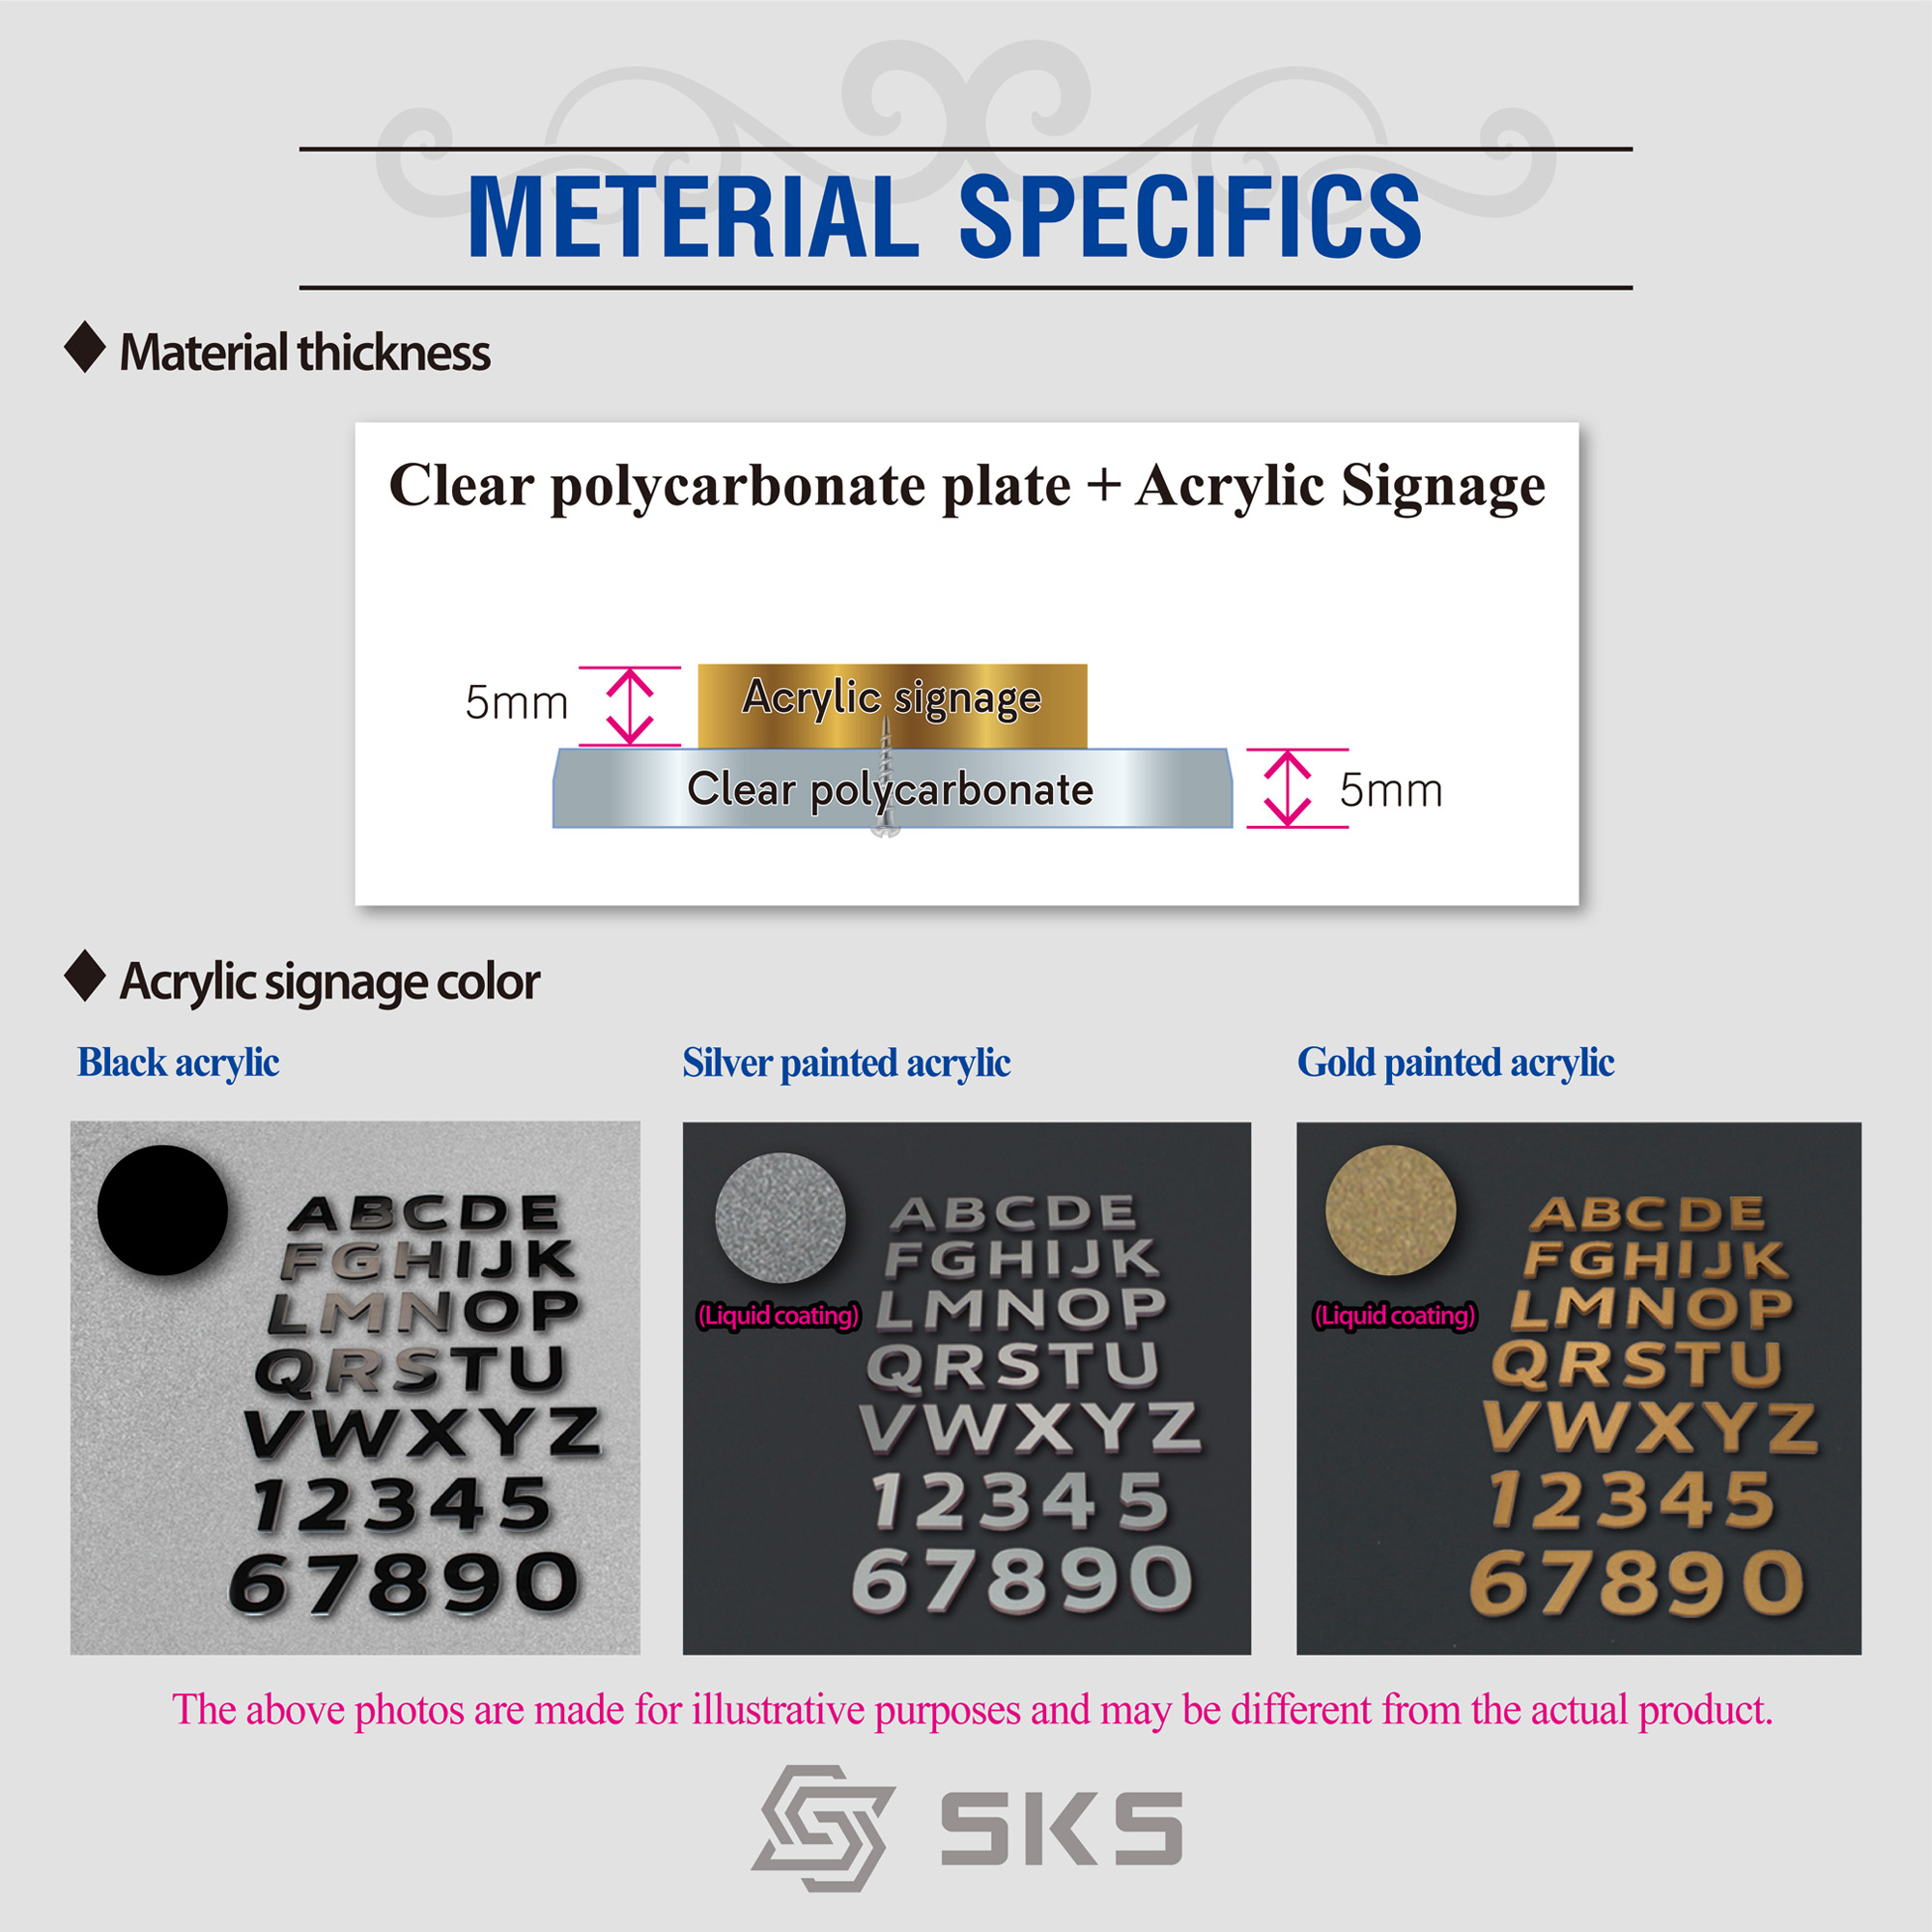 METERIAL SPECIFICS
Material thickness
Clear polycarbonate plate + Acrylic Signage
5mm
Acrylic signage
Clear polycarbonate
5mm
Acrylic signage color
Black acrylic
Silver painted acrylic
Gold painted acrylic
ABCDE
FGHIJK
LMNOP
QRSTU
VWXYZ
12345
67890
(Liquid coating)
ABCDE
FGHIJK
LMNOP
QRSTU
VWXYZ
12345
67890
(Liquid coating)
ABCDE
FGHIJK
LMNOP
QRSTU
VWXYZ
12345
67890
The above photos are made for illustrative purposes and may be different from the actual product.
SKS